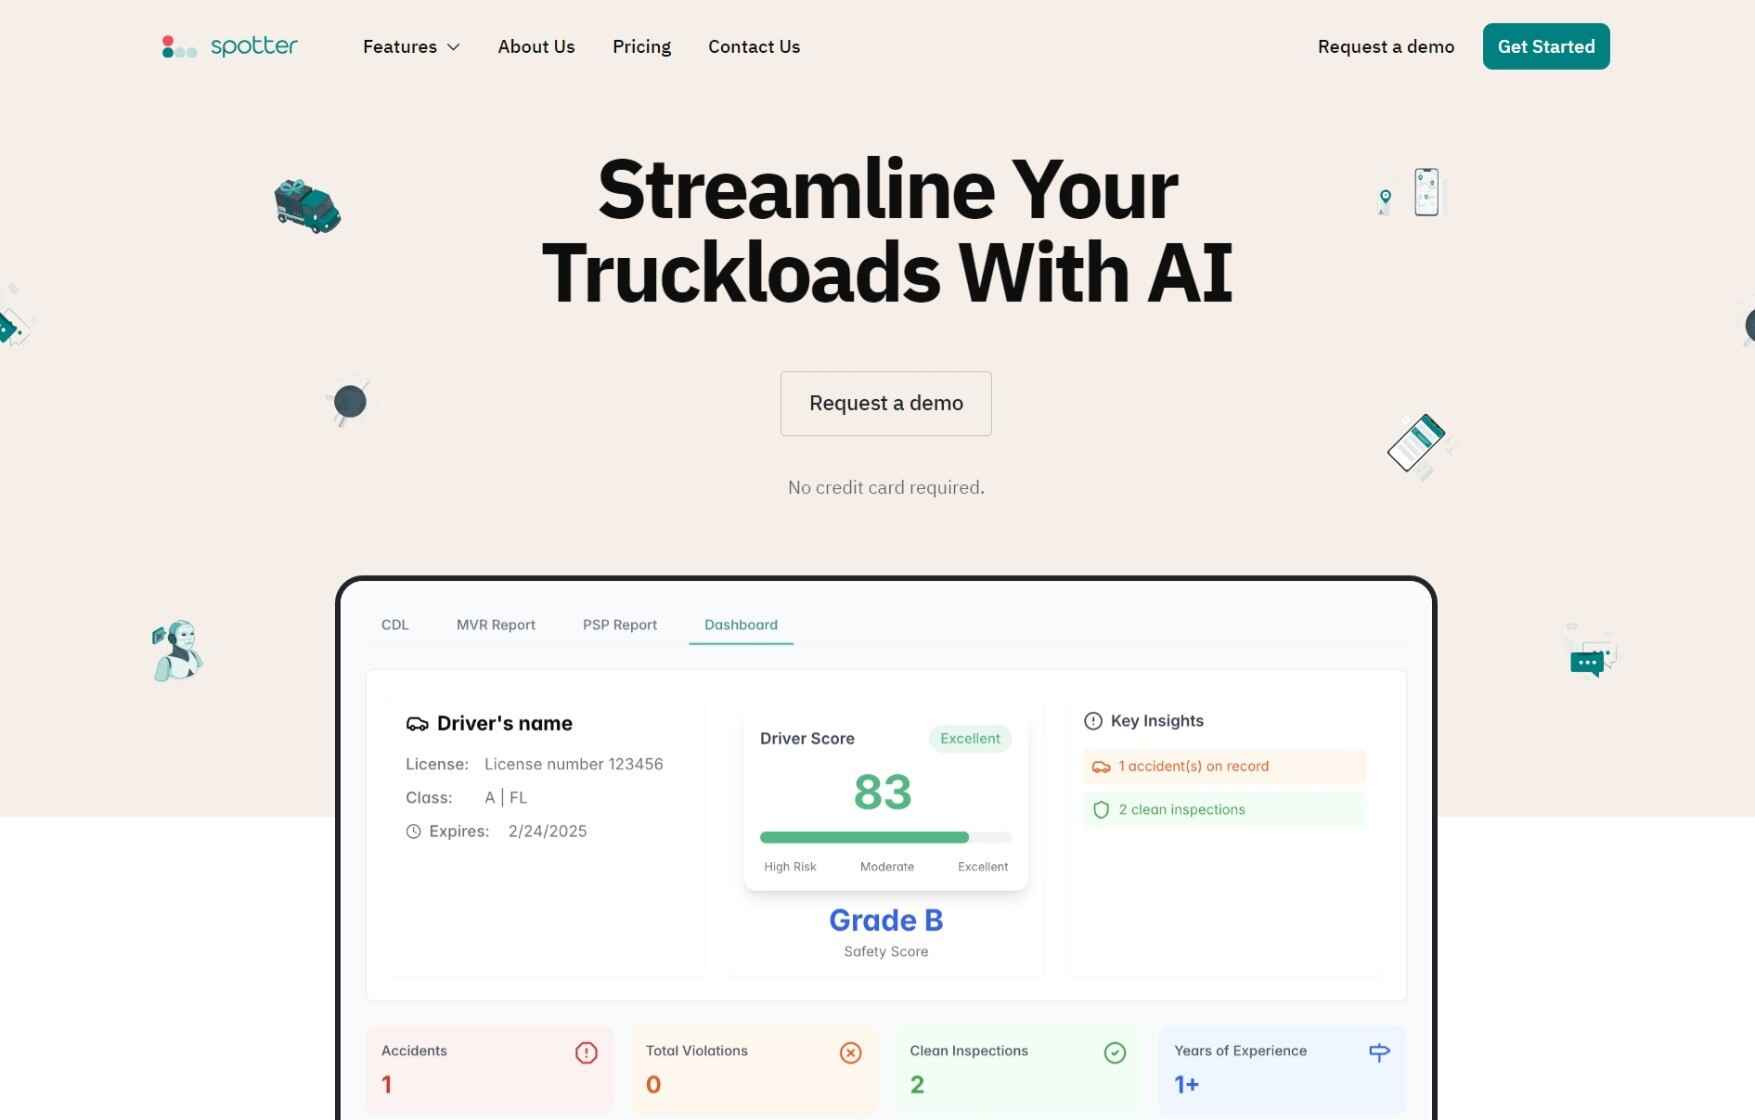 spotter
Features
About Us
Pricing
Contact Us
Request a demo
Get Started
Streamline Your
Truckloads With AI
Request a demo
No credit card required.
CDL
MVR Report
PSP Report
Dashboard
Driver's name
License: License number 123456
Class: A | FL
Expires: 2/24/2025
Driver Score
Excellent
83
High Risk
Moderate
Excellent
Grade B
Safety Score
Key Insights
1 accident(s) on record
2 clean inspections
Accidents
1
Total Violations
0
Clean Inspections
2
Years of Experience
1+